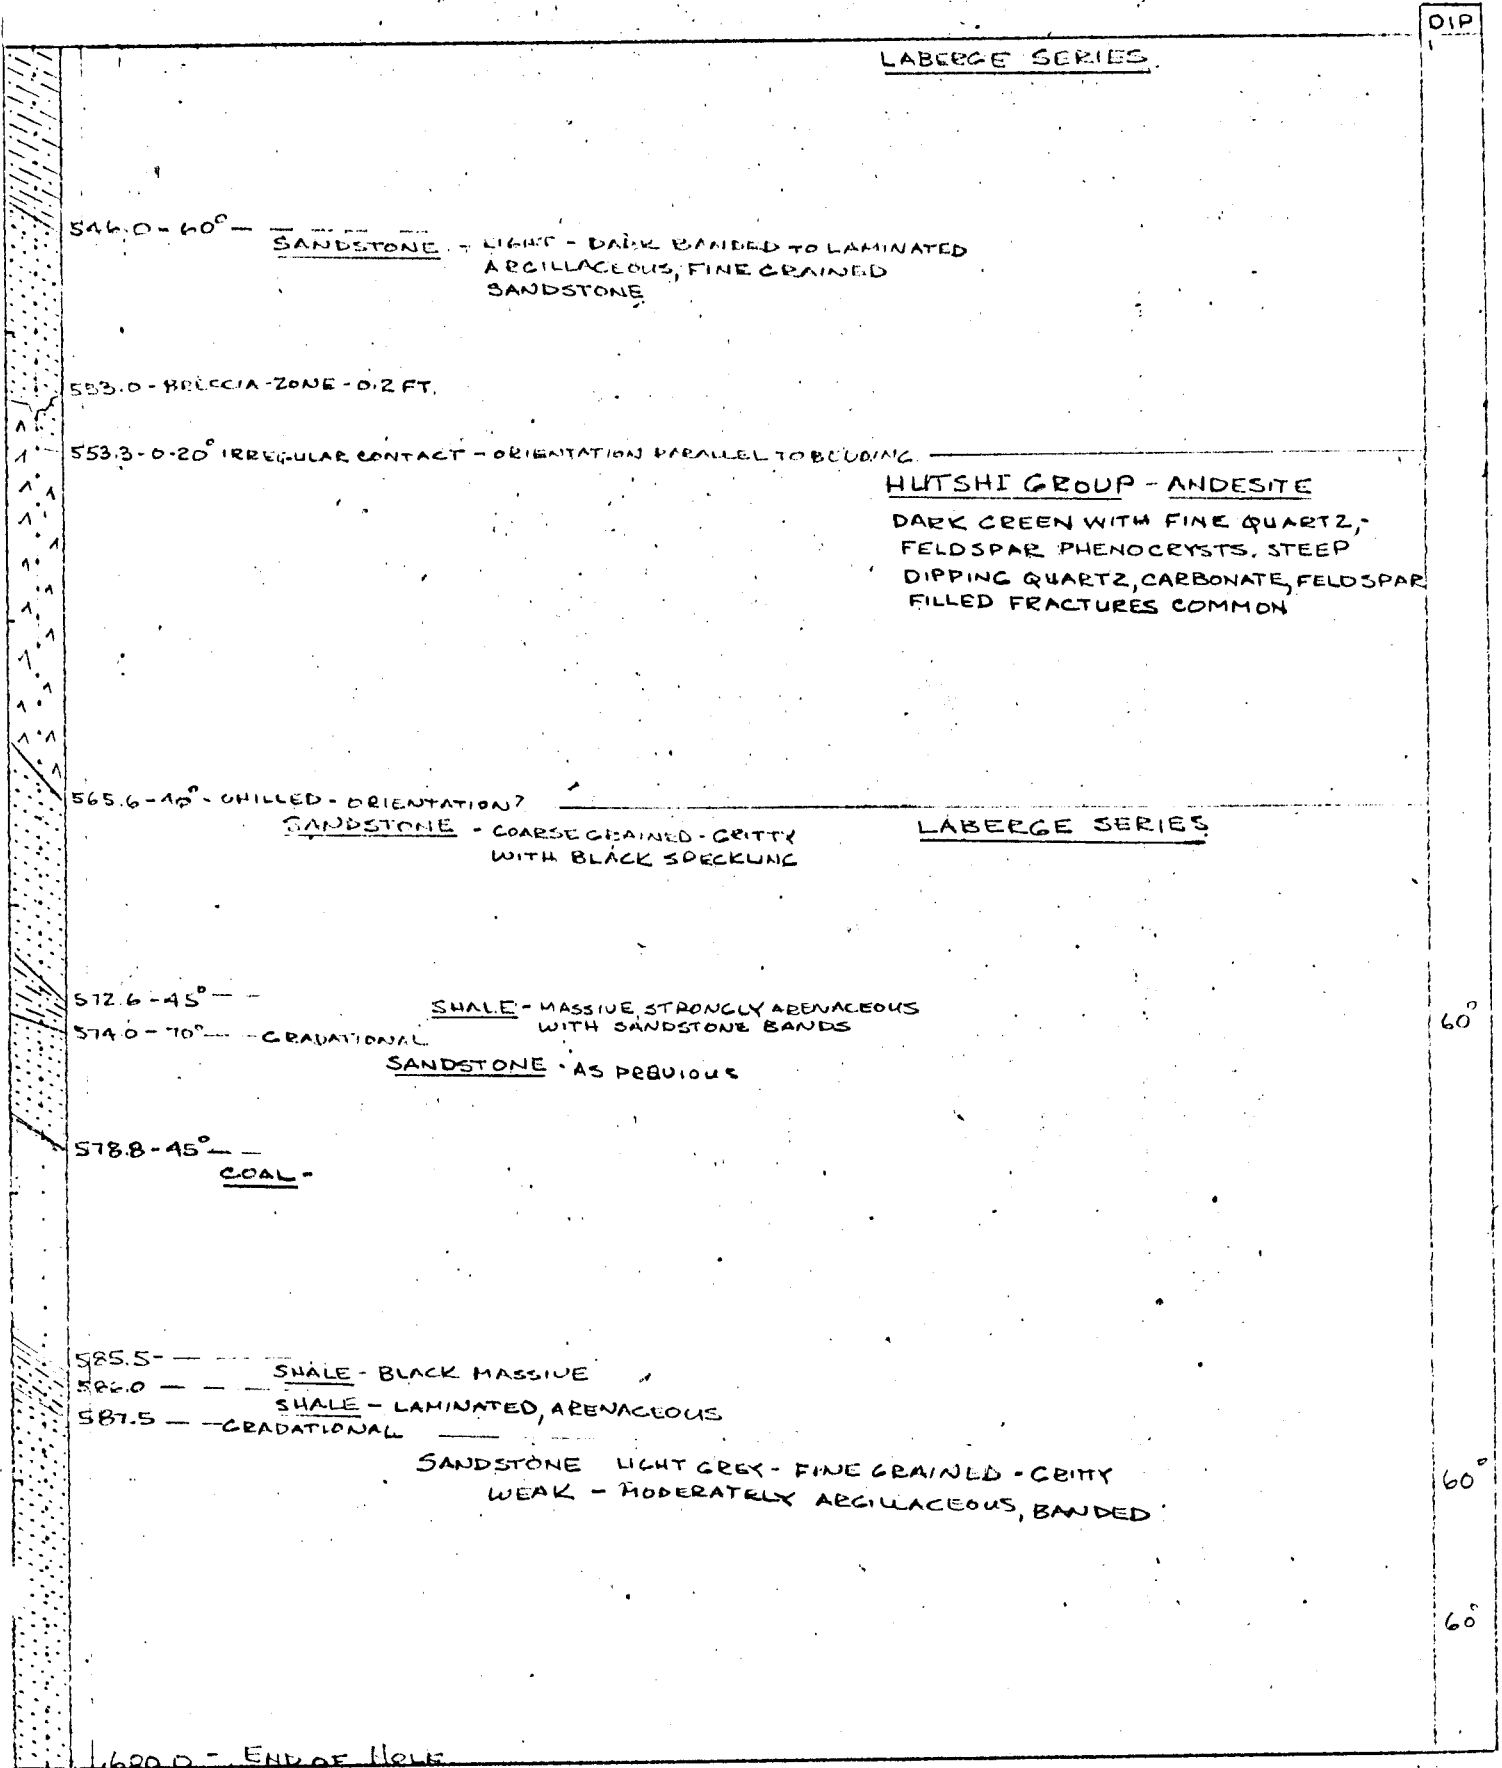 DIP
LABERGE SERIES.
546.0 - 60° —
SANDSTONE - LIGHT - DARK BANDED TO LAMINATED
ARGILLACEOUS, FINE GRAINED
SANDSTONE
553.0 - BRECCIA - ZONE - 0.2 FT.
553.3 - 0-20° IRREGULAR CONTACT - ORIENTATION PARALLEL TO BEDDING
HUTSHI GROUP - ANDESITE
DARK GREEN WITH FINE QUARTZ,-
FELDSPAR PHENOCRYSTS. STEEP
DIPPING QUARTZ, CARBONATE, FELDSPAR
FILLED FRACTURES COMMON
565.6 - 40° - CHILLED - ORIENTATION?
SANDSTONE - COARSE GRAINED - GRITTY
WITH BLACK SPECKLING
LABERGE SERIES
572.6 - 45° —
SHALE - MASSIVE, STRONGLY ARENACEOUS
WITH SANDSTONE BANDS
60°
574.0 - 70° — GRADATIONAL
SANDSTONE - AS PREVIOUS
578.8 - 45° —
COAL -
585.5 - —
SHALE - BLACK MASSIVE
586.0 — —
SHALE - LAMINATED, ARENACEOUS
587.5 — GRADATIONAL
SANDSTONE LIGHT GREY - FINE GRAINED - GRITTY
WEAK - MODERATELY ARGILLACEOUS, BANDED
60°
60°
600.0 - END OF HOLE